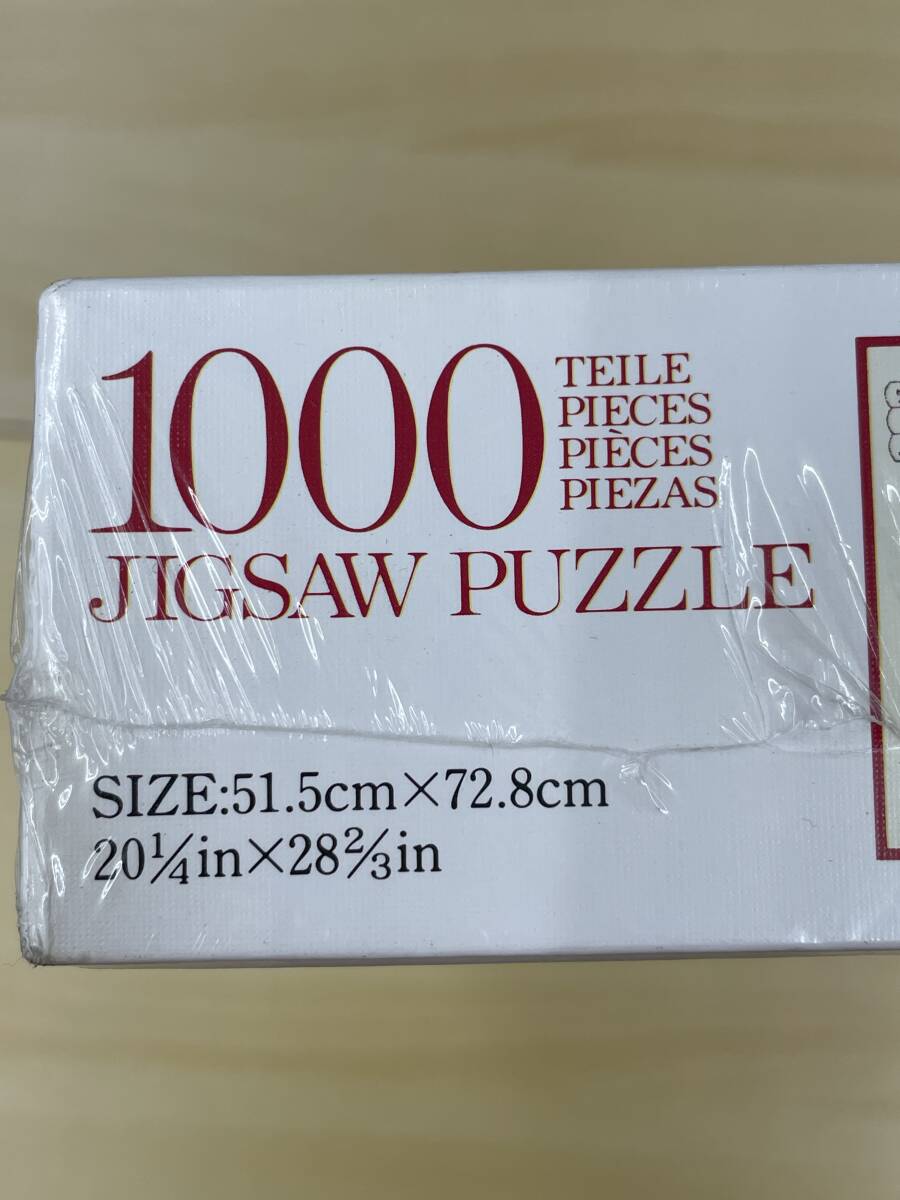 1000
TEILE
PIECES
PIÈCES
PIEZAS
JIGSAW PUZZLE
SIZE:51.5cm×72.8cm
20¼in×28⅔in